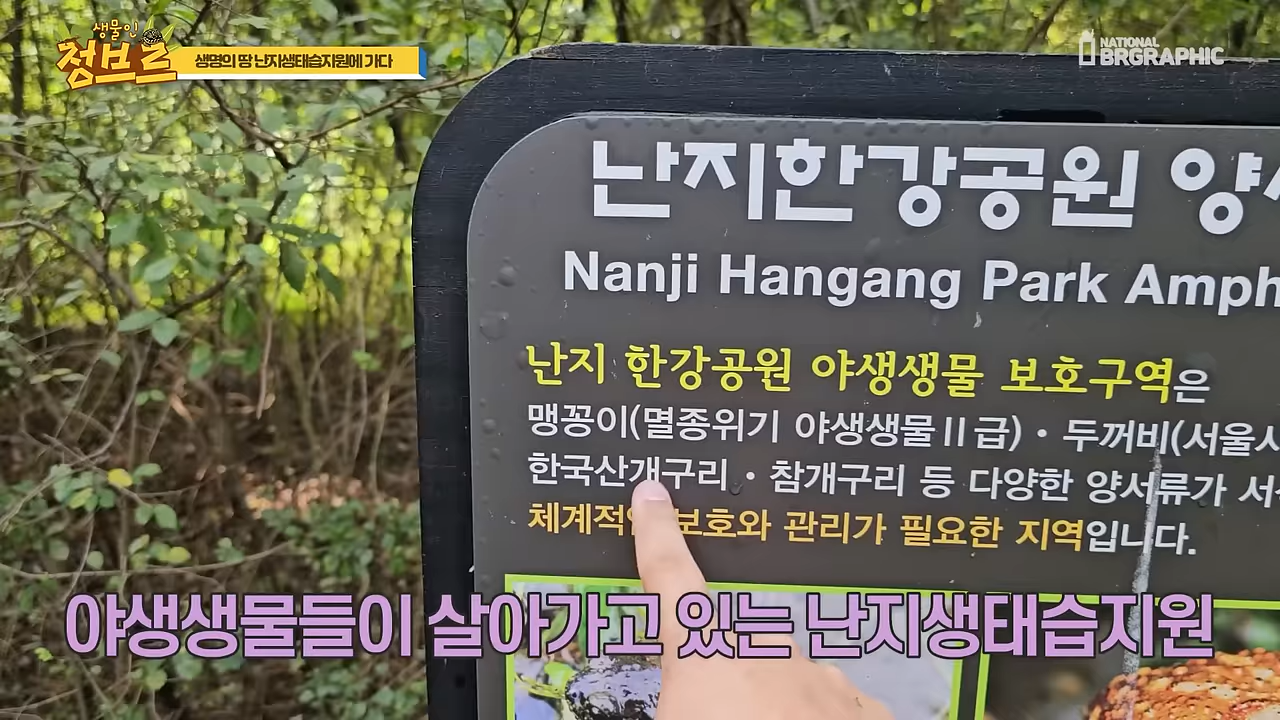 생물인
정브르
생명의 땅 난지생태습지원에 가다
NATIONAL
BRGRAPHIC
난지한강공원
Nanji Hangang Park Amph
난지 한강공원 야생생물 보호구역은
맹꽁이(멸종위기 야생생물Ⅱ급)·두꺼비(서울시
한국산개구리·참개구리 등 다양한 양서류가 서
체계적인 보호와 관리가 필요한 지역입니다.
야생생물들이 살아가고 있는 난지생태습지원